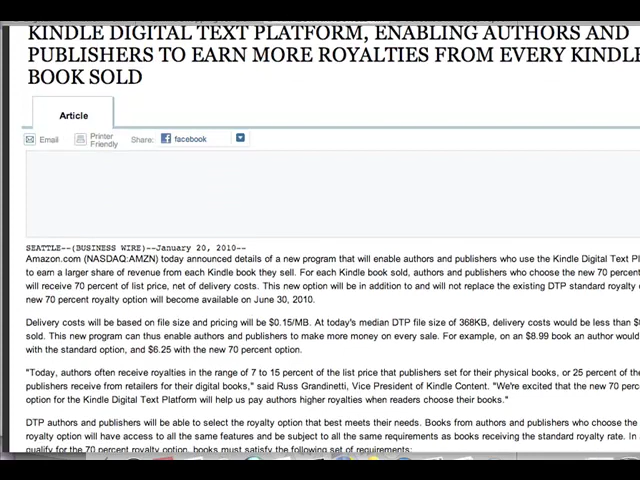 KINDLE DIGITAL TEXT PLATFORM, ENABLING AUTHORS AND
PUBLISHERS TO EARN MORE ROYALTIES FROM EVERY KINDLE
BOOK SOLD
Article
Email
Printer
Friendly
Share:
facebook
SEATTLE--(BUSINESS WIRE)--January 20, 2010--
Amazon.com (NASDAQ:AMZN) today announced details of a new program that will enable authors and publishers who use the Kindle Digital Text
to earn a larger share of revenue from each Kindle book they sell. For each Kindle book sold, authors and publishers who choose the new 70 percent
will receive 70 percent of list price, net of delivery costs. This new option will be in addition to and will not replace the existing DTP standard royalty
new 70 percent royalty option will become available on June 30, 2010.
Delivery costs will be based on file size and pricing will be $0.15/MB. At today's median DTP file size of 368KB, delivery costs would be less than
sold. This new program can thus enable authors and publishers to make more money on every sale. For example, on a $8.99 book an author would
with the standard option, and $6.25 with the new 70 percent option.
"Today, authors often receive royalties in the range of 7 to 15 percent of the list price that publishers set for their physical books, or 25 percent of the
publishers receive from retailers for their digital books," said Russ Grandinetti, Vice President of Kindle Content. "We're excited that the new 70
option for the Kindle Digital Text Platform will help us pay authors higher royalties when readers choose their books."
DTP authors and publishers will be able to select the royalty option that best meets their needs. Books from authors and publishers who choose the
royalty option will have access to all the same features and be subject to all the same requirements as books receiving the standard royalty rate. In
qualify for the 70 percent royalty option, books must satisfy the following set of requirements: